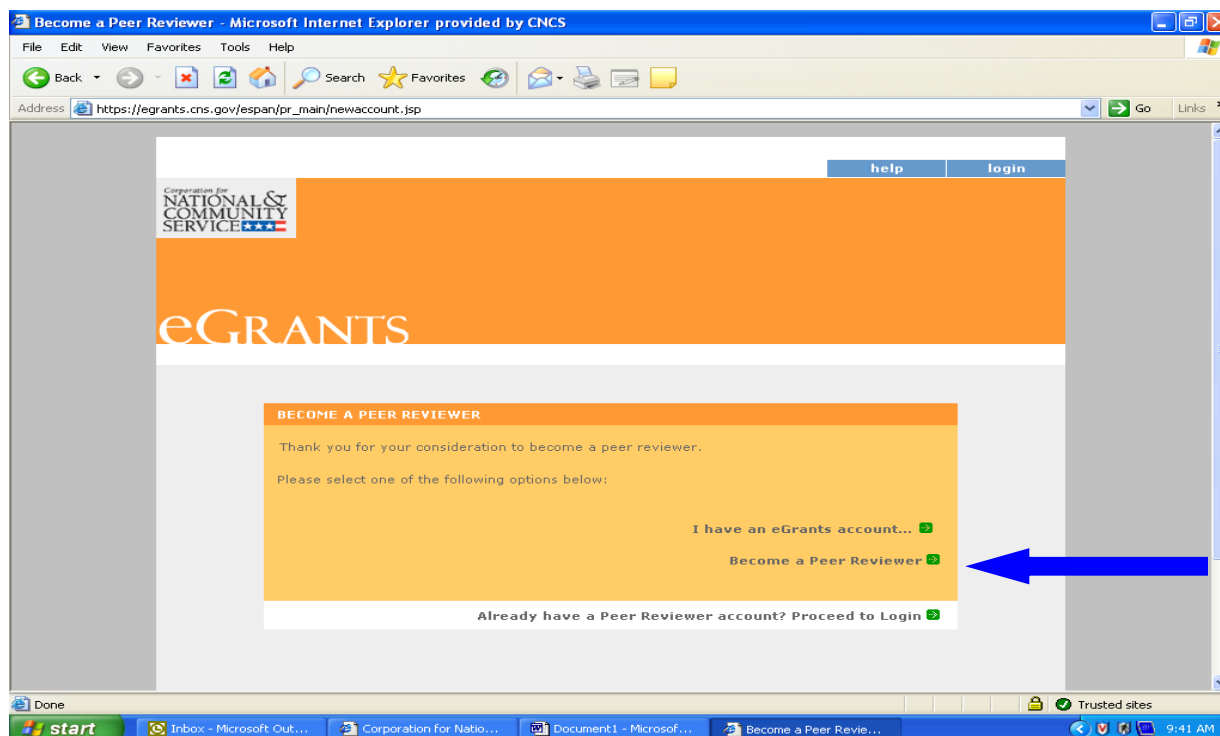 Become a Peer Reviewer - Microsoft Internet Explorer provided by CNCS
File Edit View Favorites Tools Help
Back Search Favorites
Address https://egrants.cns.gov/espan/pr_main/newaccount.jsp Go Links
help login
Corporation for
NATIONAL &
COMMUNITY
SERVICE
eGRANTS
BECOME A PEER REVIEWER
Thank you for your consideration to become a peer reviewer.
Please select one of the following options below:
I have an eGrants account...
Become a Peer Reviewer
Already have a Peer Reviewer account? Proceed to Login
Done Trusted sites
start Inbox - Microsoft Out... Corporation for Natio... Document1 - Microsof... Become a Peer Revie... 9:41 AM